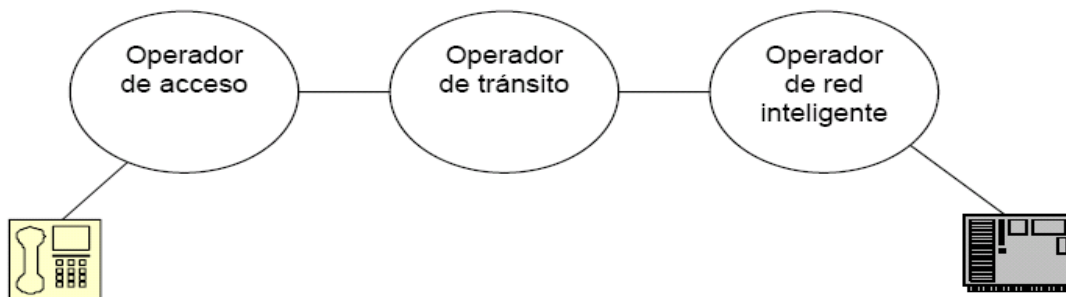 Operador
de acceso
Operador
de tránsito
Operador
de red
inteligente